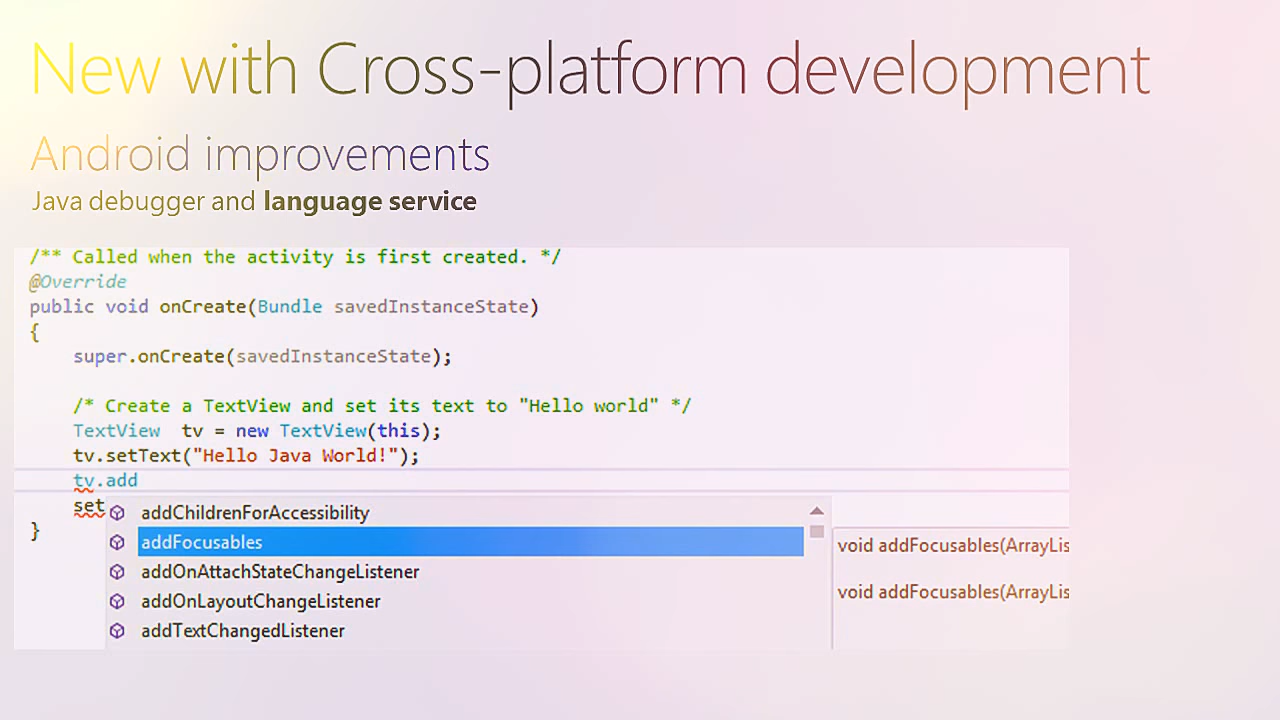 New with Cross-platform development
Android improvements
Java debugger and language service
/** Called when the activity is first created. */
@Override
public void onCreate(Bundle savedInstanceState)
{
super.onCreate(savedInstanceState);
/* Create a TextView and set its text to "Hello world" */
TextView tv = new TextView(this);
tv.setText("Hello Java World!");
tv.add
set
}
addChildrenForAccessibility
addFocusables
addOnAttachStateChangeListener
addOnLayoutChangeListener
addTextChangedListener
void addFocusables(ArrayLis
void addFocusables(ArrayLis